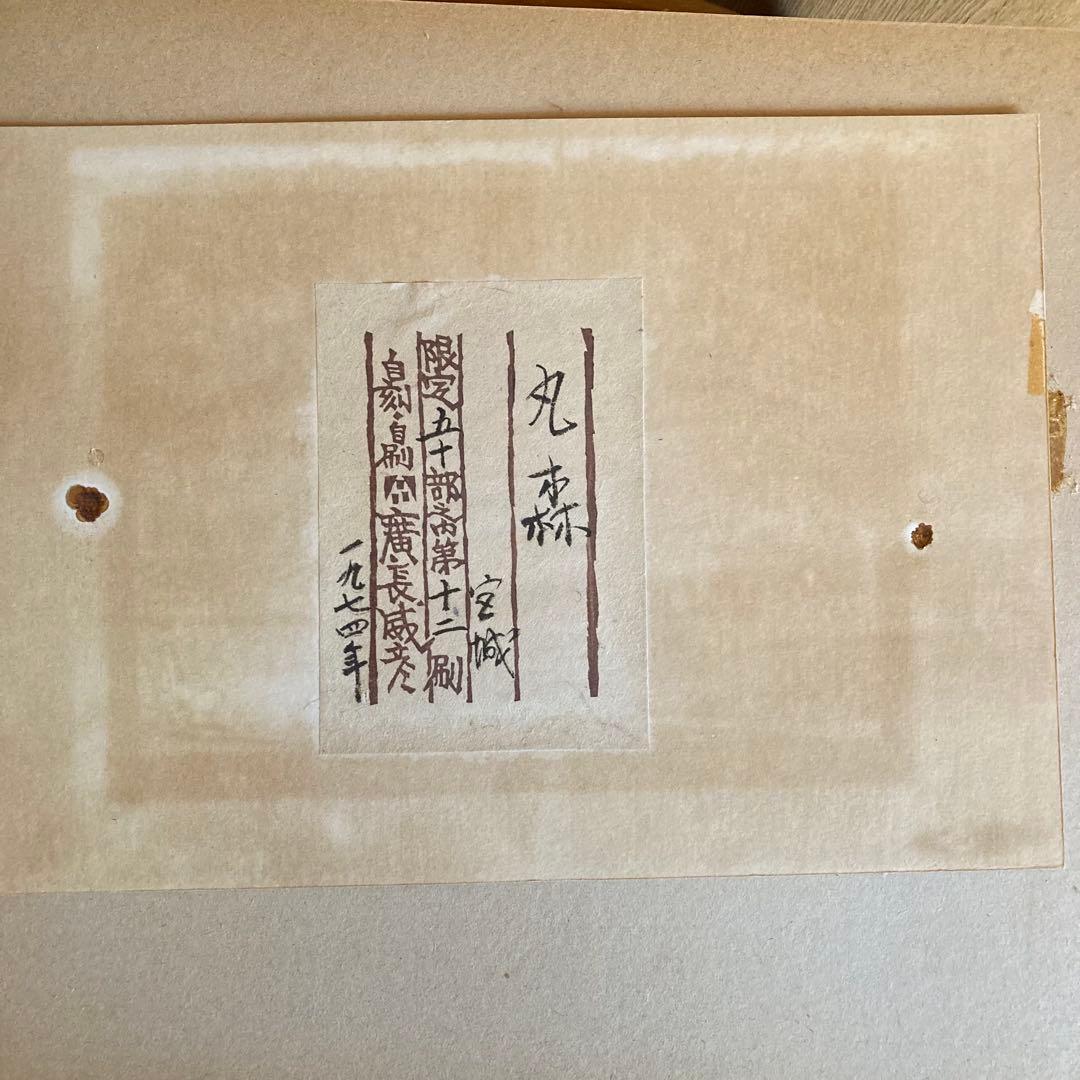 丸森
宮城
限定五十部之内第十二刷
自刻・自刷 廣長威彦
一九七四年